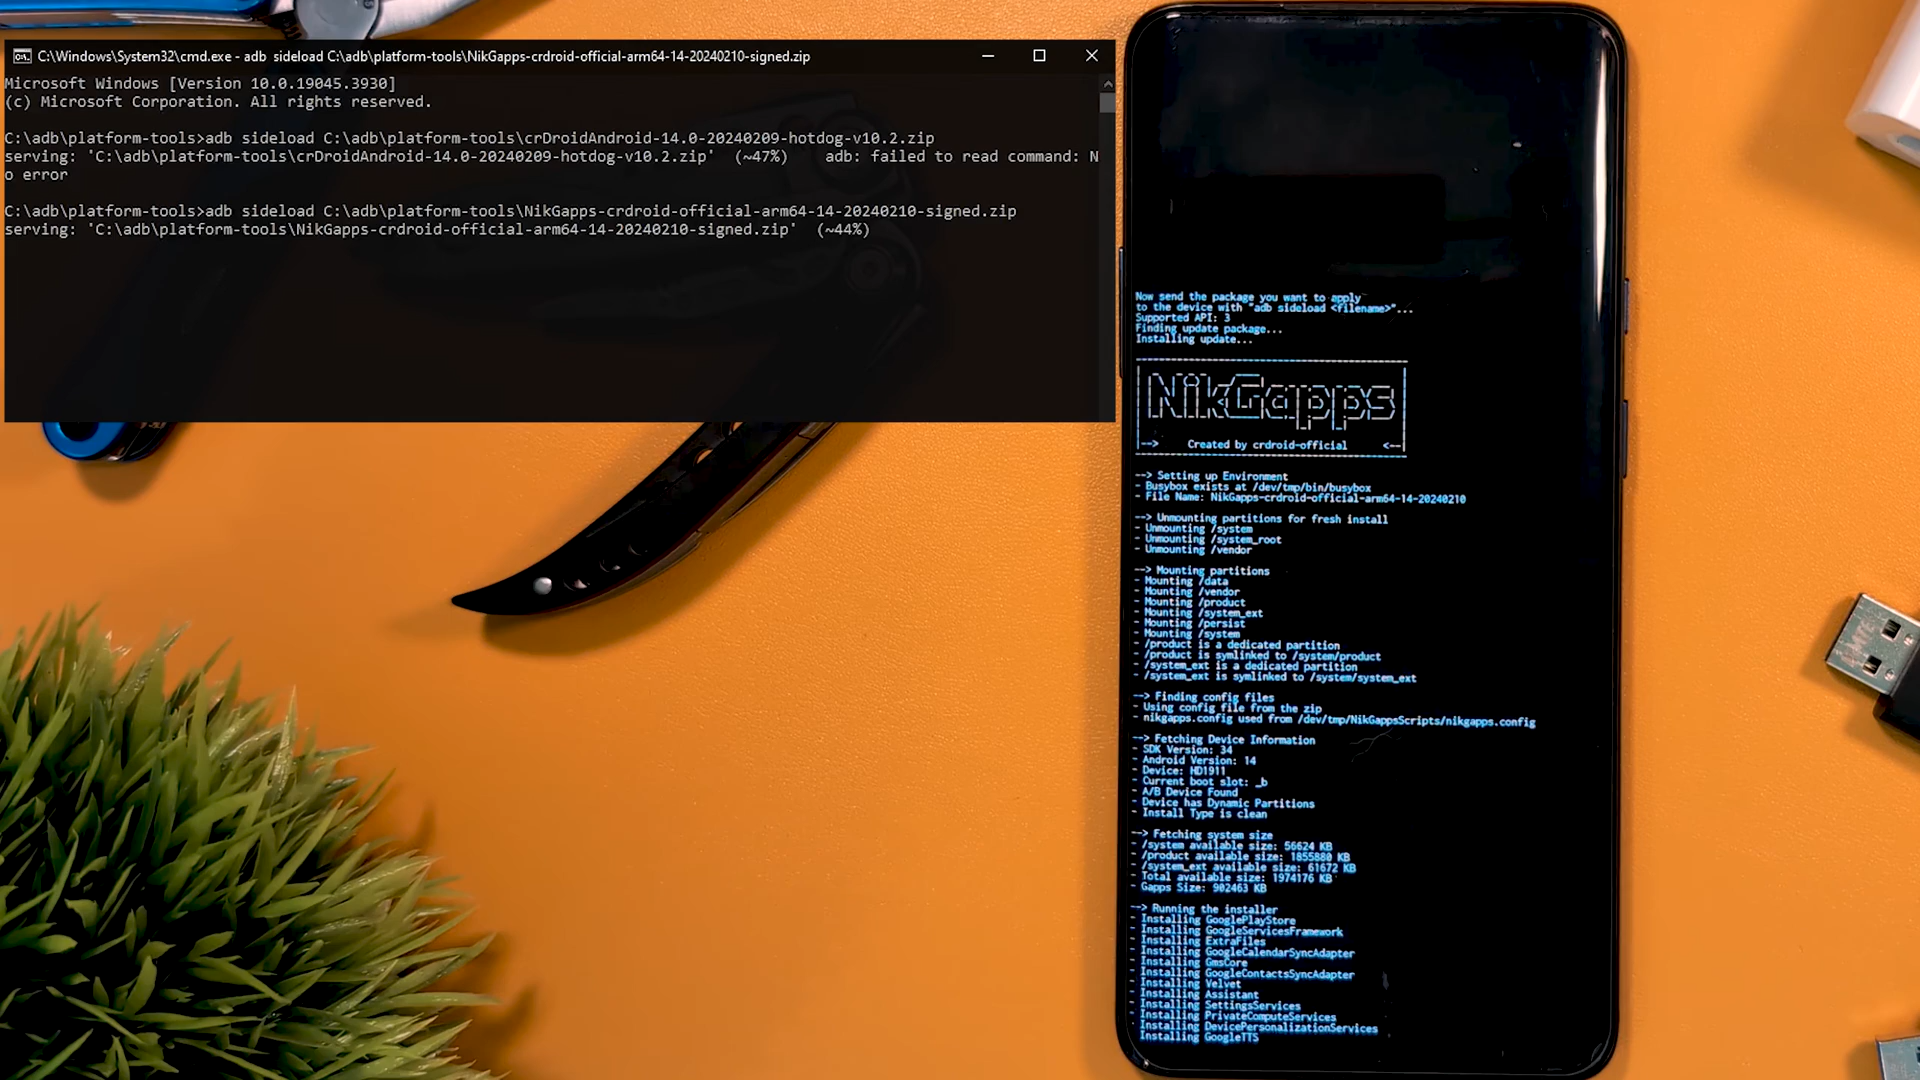 C:\Windows\System32\cmd.exe - adb  sideload C:\adb\platform-tools\NikGapps-crdroid-official-arm64-14-20240210-signed.zip
Microsoft Windows [Version 10.0.19045.3930]
(c) Microsoft Corporation. All rights reserved.
C:\adb\platform-tools>adb sideload C:\adb\platform-tools\crDroidAndroid-14.0-20240209-hotdog-v10.2.zip
serving: 'C:\adb\platform-tools\crDroidAndroid-14.0-20240209-hotdog-v10.2.zip'  (~47%)    adb: failed to read command: N
o error
C:\adb\platform-tools>adb sideload C:\adb\platform-tools\NikGapps-crdroid-official-arm64-14-20240210-signed.zip
serving: 'C:\adb\platform-tools\NikGapps-crdroid-official-arm64-14-20240210-signed.zip'  (~44%)
Now send the package you want to apply
to the device with "adb sideload <filename>"...
Supported API: 3
Finding update package...
Installing update...
NikGapps
--> Created by crdroid-official <--
--> Setting up Environment
- Busybox exists at /dev/tmp/bin/busybox
- File Name: NikGapps-crdroid-official-arm64-14-20240210
--> Unmounting partitions for fresh install
- Unmounting /system
- Unmounting /system_root
- Unmounting /vendor
--> Mounting partitions
- Mounting /data
- Mounting /vendor
- Mounting /product
- Mounting /system_ext
- Mounting /persist
- Mounting /system
- /product is a dedicated partition
- /product is symlinked to /system/product
- /system_ext is a dedicated partition
- /system_ext is symlinked to /system/system_ext
--> Finding config files
- Using config file from the zip
- nikgapps.config used from /dev/tmp/NikGappsScripts/nikgapps.config
--> Fetching Device Information
- SDK Version: 34
- Android Version: 14
- Device: HD1911
- Current boot slot: _b
- A/B Device Found
- Device has Dynamic Partitions
- Install Type is clean
--> Fetching system size
- /system available size: 56624 KB
- /product available size: 1855880 KB
- /system_ext available size: 61672 KB
- Total available size: 1974176 KB
- Gapps Size: 902463 KB
--> Running the installer
- Installing GooglePlayStore
- Installing GoogleServicesFramework
- Installing ExtraFiles
- Installing GoogleCalendarSyncAdapter
- Installing GmsCore
- Installing GoogleContactsSyncAdapter
- Installing Velvet
- Installing Assistant
- Installing SettingsServices
- Installing PrivateComputeServices
- Installing DevicePersonalizationServices
- Installing GoogleTTS